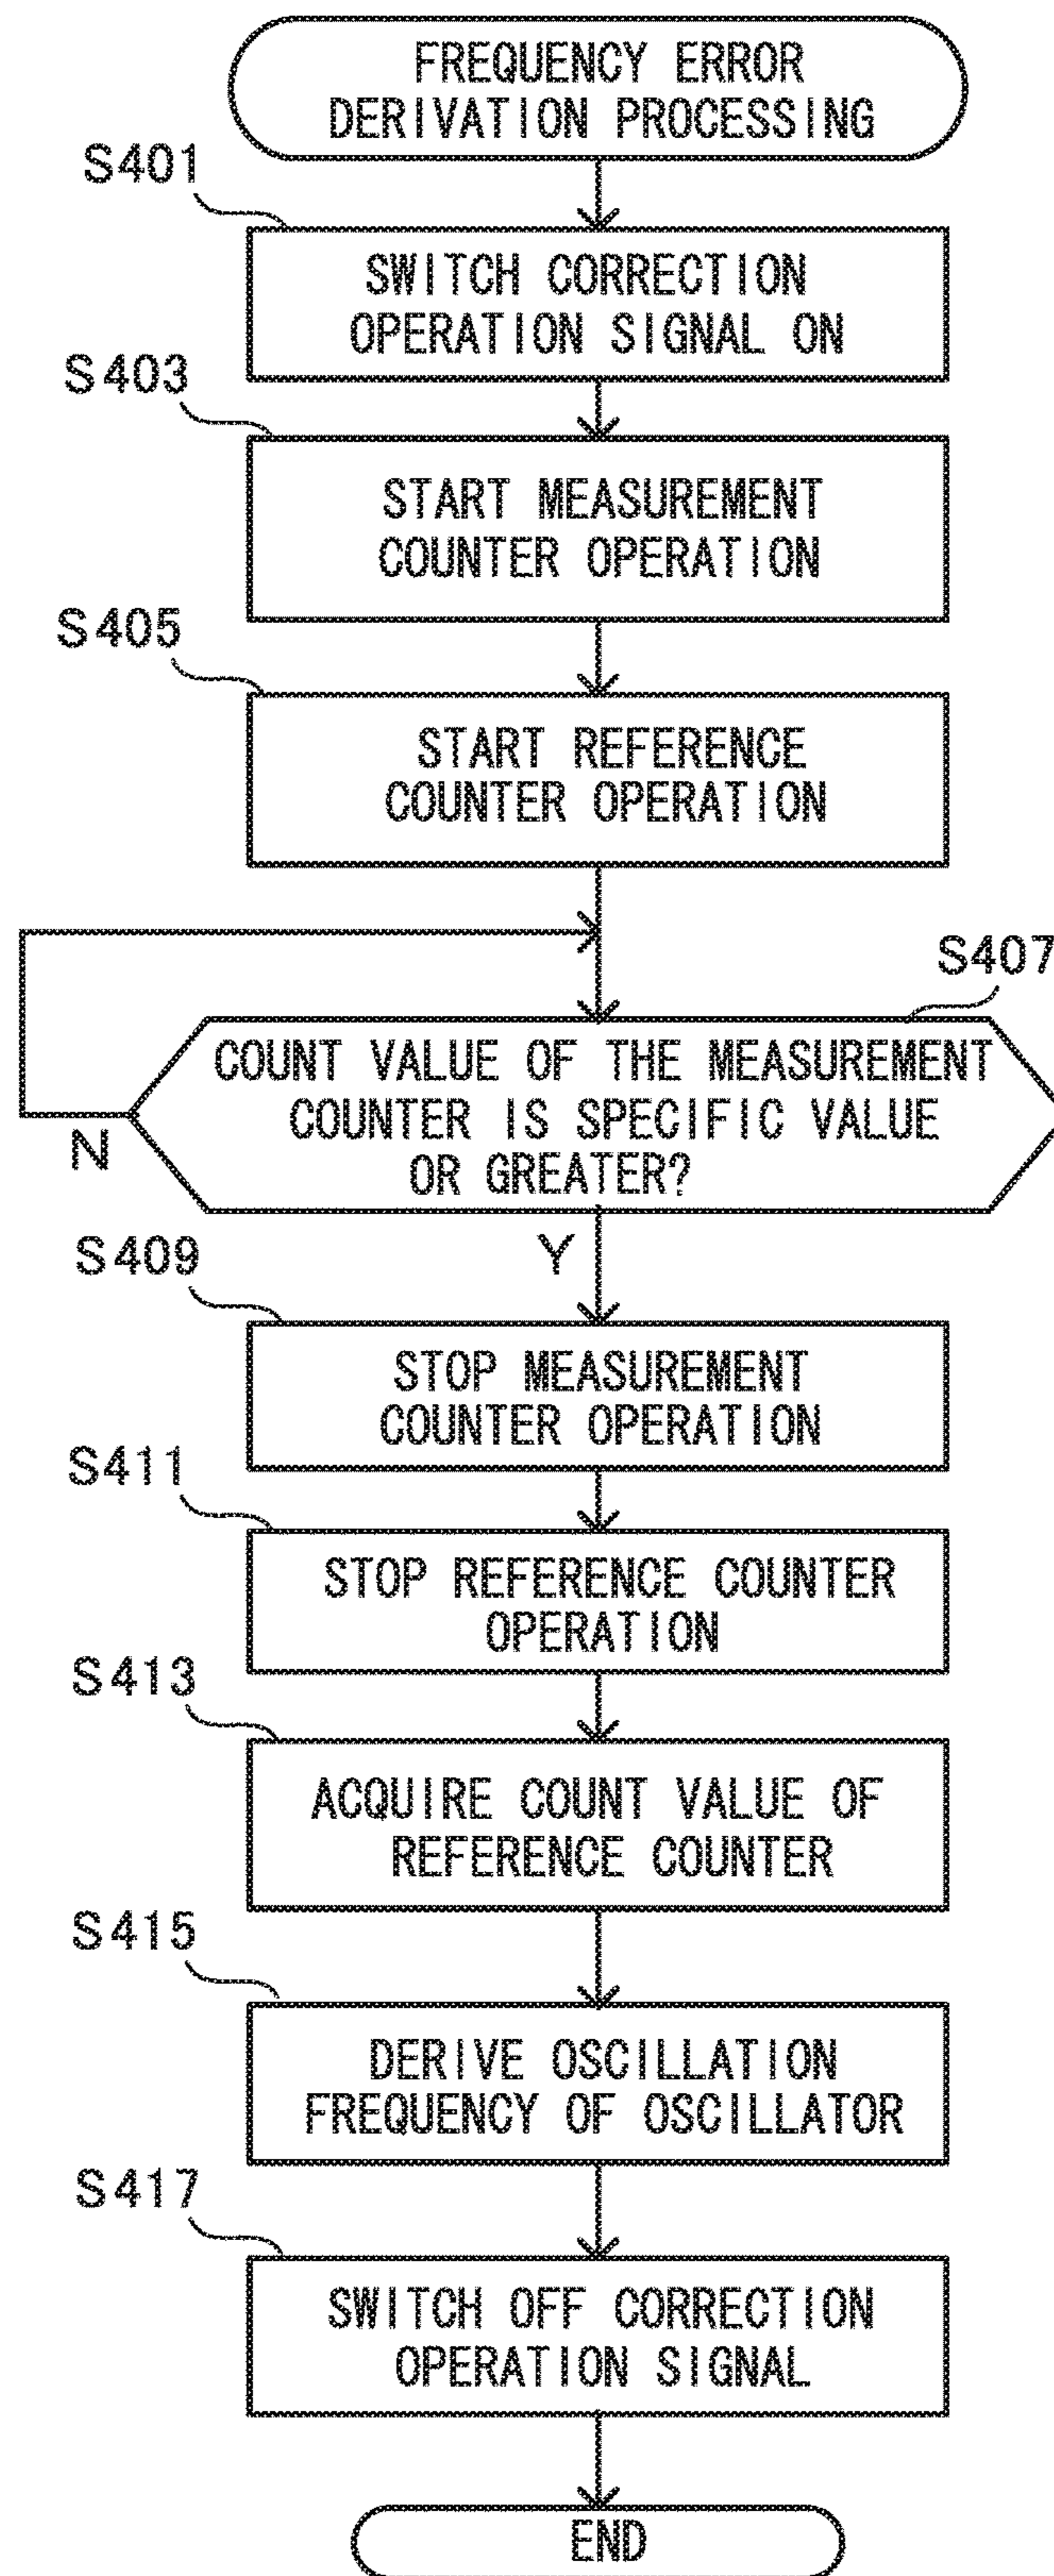 FREQUENCY ERROR
DERIVATION PROCESSING
S401
SWITCH CORRECTION
OPERATION SIGNAL ON
S403
START MEASUREMENT
COUNTER OPERATION
S405
START REFERENCE
COUNTER OPERATION
S407
COUNT VALUE OF THE MEASUREMENT
COUNTER IS SPECIFIC VALUE
OR GREATER?
N
Y
S409
STOP MEASUREMENT
COUNTER OPERATION
S411
STOP REFERENCE COUNTER
OPERATION
S413
ACQUIRE COUNT VALUE OF
REFERENCE COUNTER
S415
DERIVE OSCILLATION
FREQUENCY OF OSCILLATOR
S417
SWITCH OFF CORRECTION
OPERATION SIGNAL
END